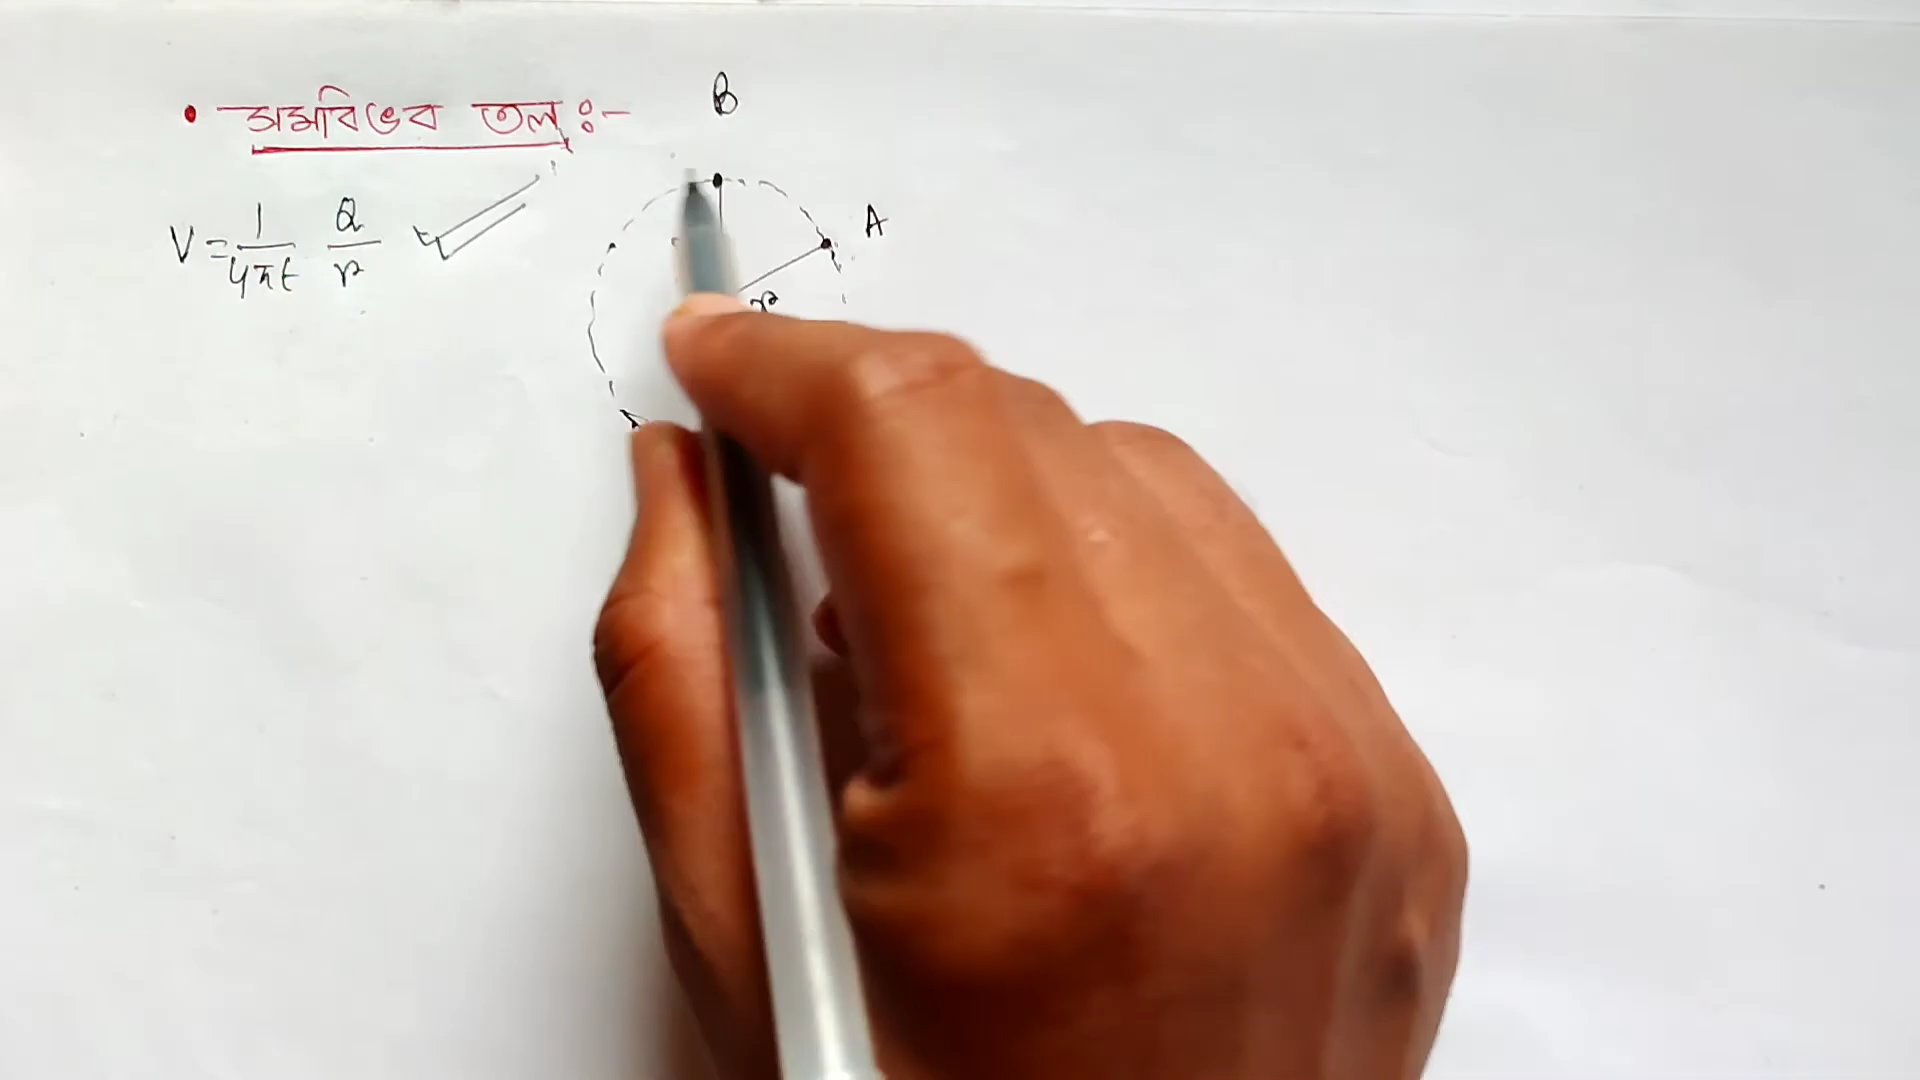 • সমবিভব তল :-
B
A
V = 1/4πε Q/r
r